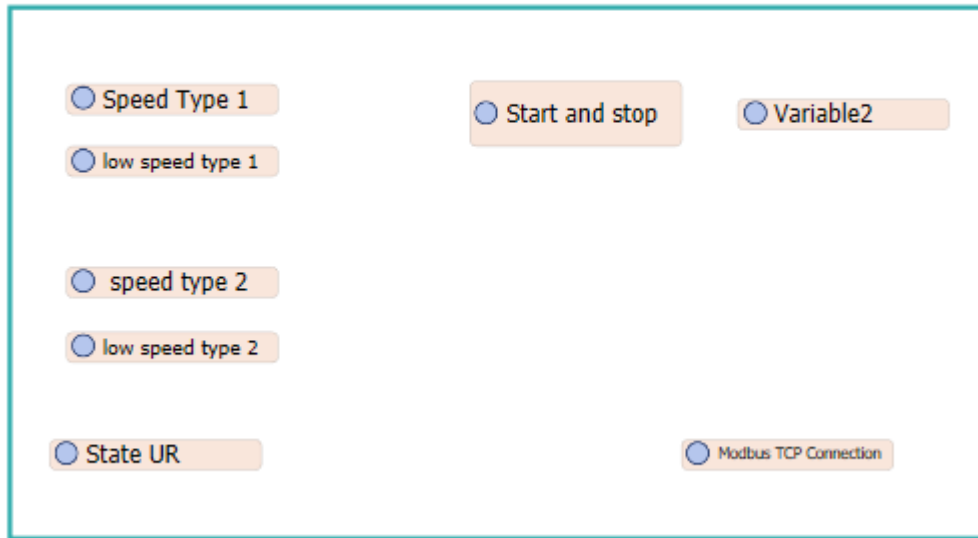 Speed Type 1
Start and stop
Variable2
low speed type 1
speed type 2
low speed type 2
State UR
Modbus TCP Connection